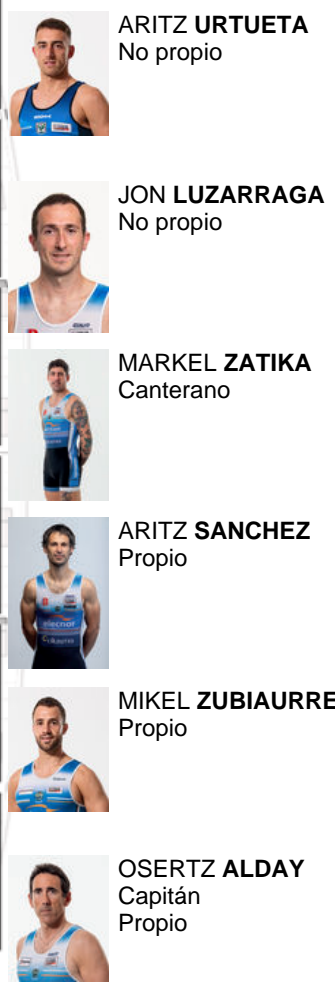 ARITZ URTUETA
No propio
JON LUZARRAGA
No propio
MARKEL ZATIKA
Canterano
ARITZ SANCHEZ
Propio
elecnor
MIKEL ZUBIAURRE
Propio
OSERTZ ALDAY
Capitán
Propio